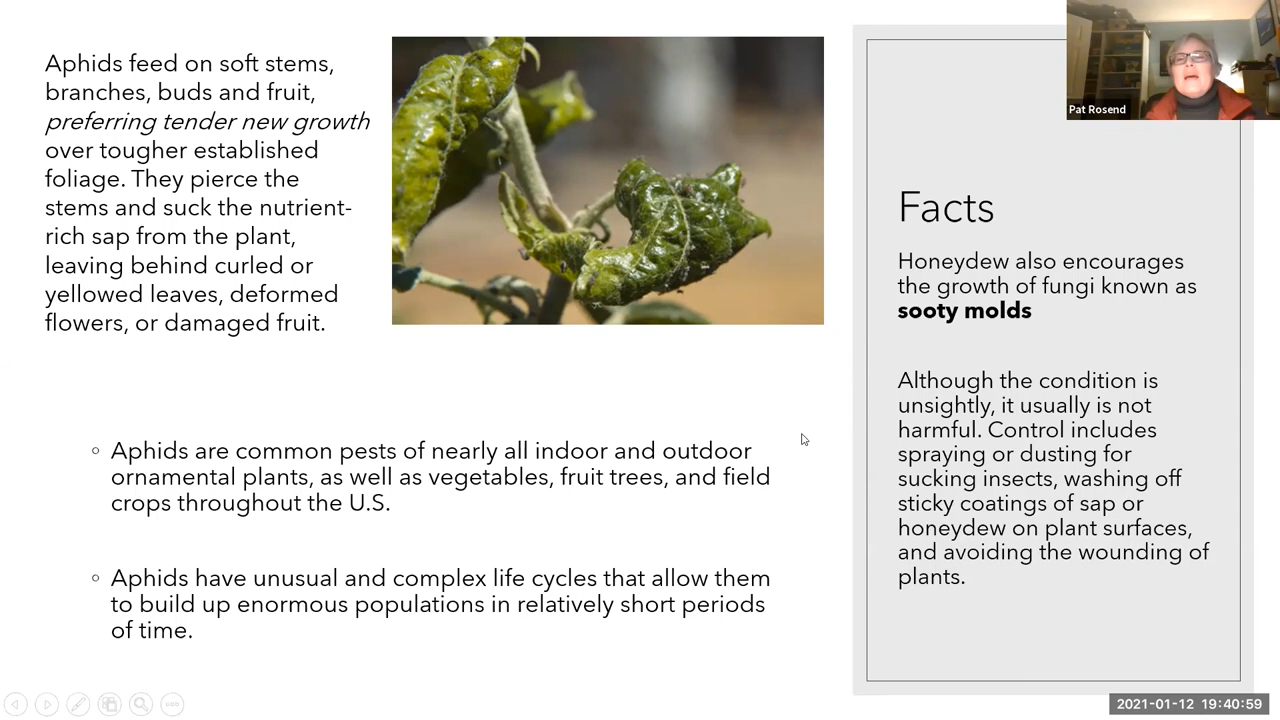 Aphids feed on soft stems,
branches, buds and fruit,
preferring tender new growth
over tougher established
foliage. They pierce the
stems and suck the nutrient-
rich sap from the plant,
leaving behind curled or
yellowed leaves, deformed
flowers, or damaged fruit.
◦ Aphids are common pests of nearly all indoor and outdoor
ornamental plants, as well as vegetables, fruit trees, and field
crops throughout the U.S.
◦ Aphids have unusual and complex life cycles that allow them
to build up enormous populations in relatively short periods
of time.
Pat Rosend
Facts
Honeydew also encourages
the growth of fungi known as
sooty molds
Although the condition is
unsightly, it usually is not
harmful. Control includes
spraying or dusting for
sucking insects, washing off
sticky coatings of sap or
honeydew on plant surfaces,
and avoiding the wounding of
plants.
2021-01-12 19:40:59